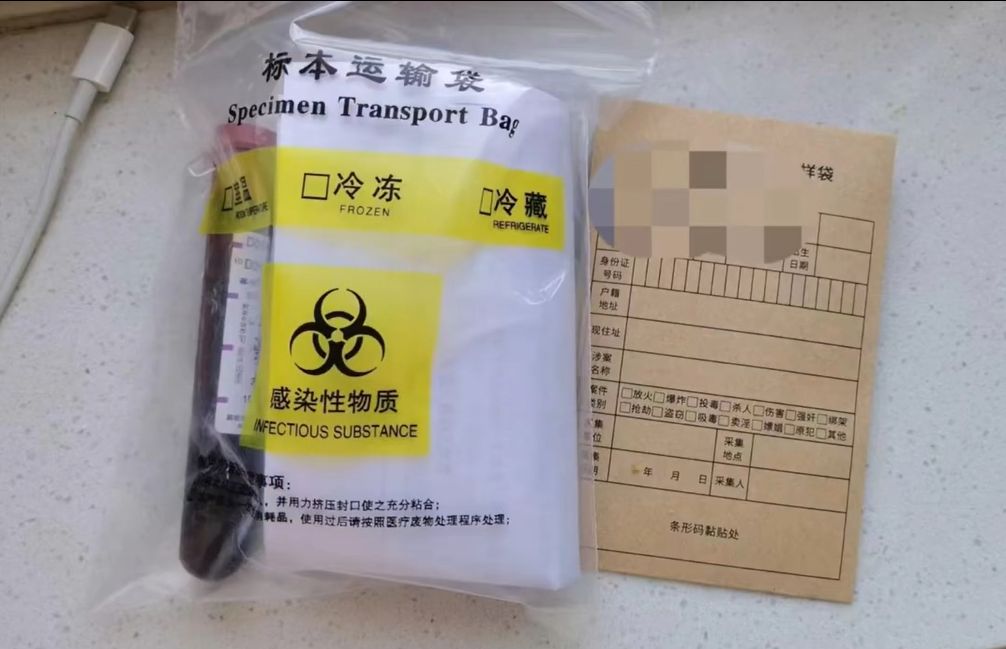 标本运输袋
Specimen Transport Bag
室温
冷冻
FROZEN
冷藏
REFRIGERATE
感染性物质
INFECTIOUS SUBSTANCE
事项:
，并用力挤压封口使之充分粘合;
耗品，使用过后请按照医疗废物处理程序处理;
样袋
日期
身份证
号码
户籍
地址
现住址
涉案
名称
案件
类别
□放火□爆炸□投毒□杀人□伤害□强奸□绑架
□抢劫□盗窃□吸毒□卖淫□嫖娼□原犯□其他
采集
地点
年 月 日
采集人
条形码黏贴处